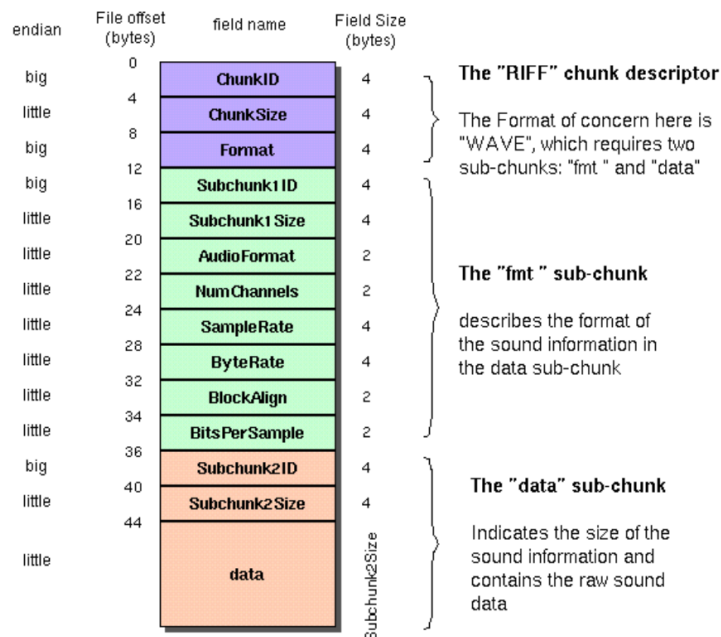 endian File offset (bytes) field name Field Size (bytes)
0
big ChunkID 4
4
little ChunkSize 4
8
big Format 4
12
big Subchunk1 ID 4
16
little Subchunk1 Size 4
20
little AudioFormat 2
22
little NumChannels 2
24
little SampleRate 4
28
little ByteRate 4
32
little BlockAlign 2
34
little BitsPerSample 2
36
big Subchunk2ID 4
40
little Subchunk2Size 4
44
little data Subchunk2Size
The "RIFF" chunk descriptor
The Format of concern here is
"WAVE", which requires two
sub-chunks: "fmt " and "data"
The "fmt " sub-chunk
describes the format of
the sound information in
the data sub-chunk
The "data" sub-chunk
Indicates the size of the
sound information and
contains the raw sound
data